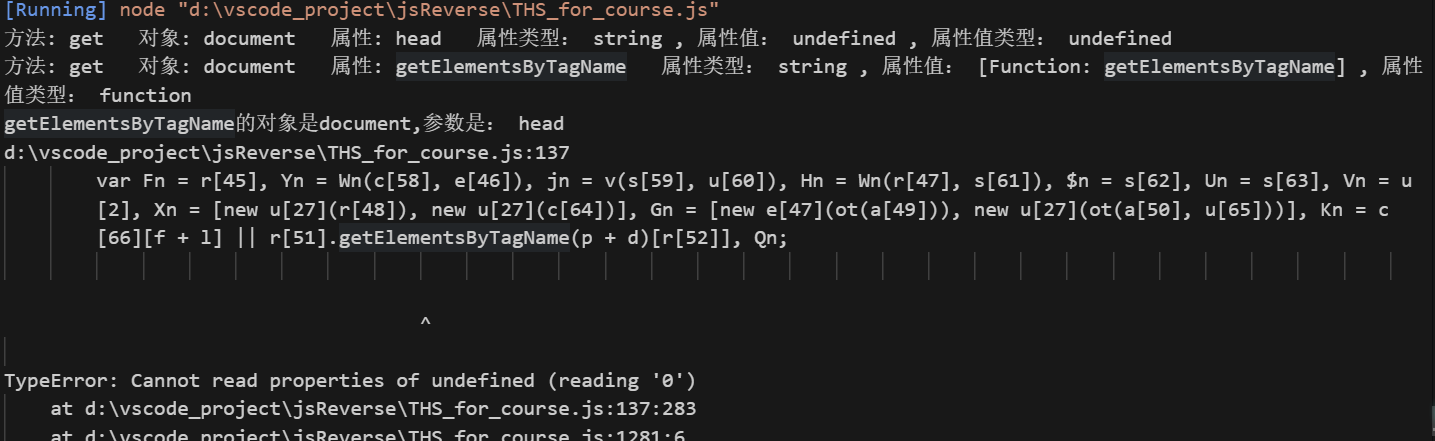 [Running] node "d:\vscode_project\jsReverse\THS_for_course.js"
方法: get   对象: document   属性: head   属性类型： string , 属性值： undefined , 属性值类型： undefined
方法: get   对象: document   属性: getElementsByTagName   属性类型： string , 属性值： [Function: getElementsByTagName] , 属性
值类型： function
getElementsByTagName的对象是document,参数是： head
d:\vscode_project\jsReverse\THS_for_course.js:137
var Fn = r[45], Yn = Wn(c[58], e[46]), jn = v(s[59], u[60]), Hn = Wn(r[47], s[61]), $n = s[62], Un = s[63], Vn = u
[2], Xn = [new u[27](r[48]), new u[27](c[64])], Gn = [new e[47](ot(a[49])), new u[27](ot(a[50], u[65]))], Kn = c
[66][f + l] || r[51].getElementsByTagName(p + d)[r[52]], Qn;
^
TypeError: Cannot read properties of undefined (reading '0')
at d:\vscode_project\jsReverse\THS_for_course.js:137:283
at d:\vscode_project\jsReverse\THS_for_course.js:1281:6